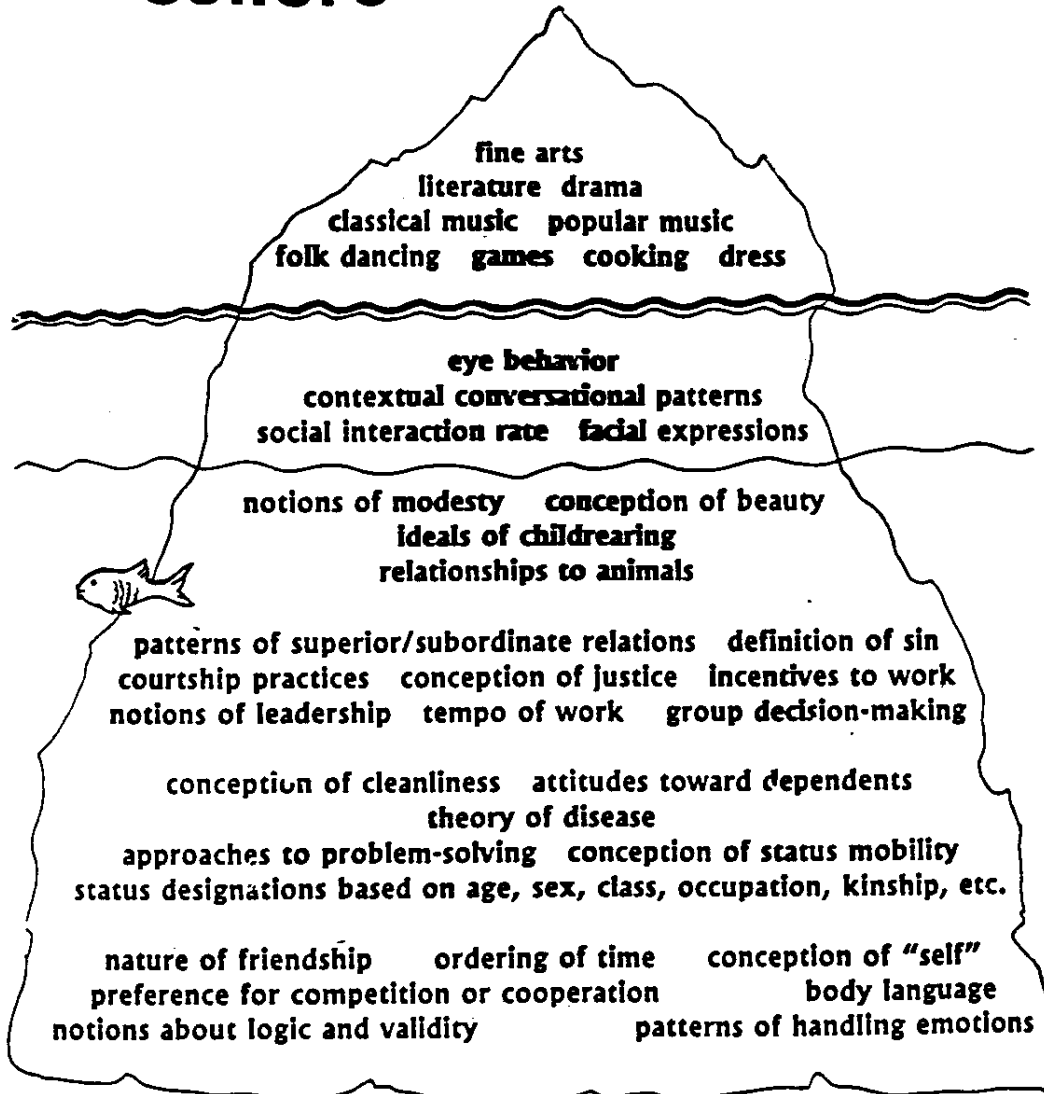 fine arts
literature drama
classical music popular music
folk dancing games cooking dress
eye behavior
contextual conversational patterns
social interaction rate facial expressions
notions of modesty conception of beauty
ideals of childrearing
relationships to animals
patterns of superior/subordinate relations definition of sin
courtship practices conception of justice incentives to work
notions of leadership tempo of work group decision-making
conception of cleanliness attitudes toward dependents
theory of disease
approaches to problem-solving conception of status mobility
status designations based on age, sex, class, occupation, kinship, etc.
nature of friendship ordering of time conception of "self"
preference for competition or cooperation body language
notions about logic and validity patterns of handling emotions